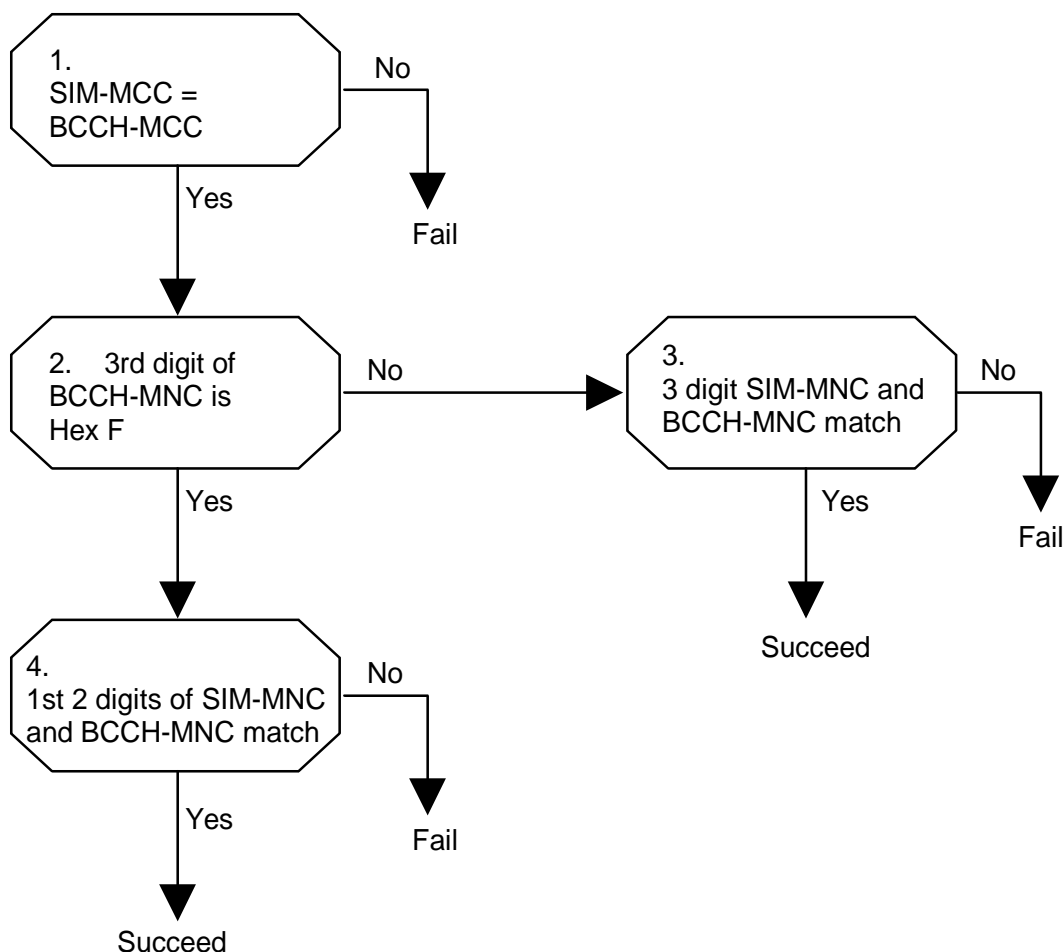 1.
SIM-MCC =
BCCH-MCC
No
Yes
Fail
2. 3rd digit of
BCCH-MNC is
Hex F
No
Yes
3.
3 digit SIM-MNC and
BCCH-MNC match
No
Yes
Fail
Succeed
4.
1st 2 digits of SIM-MNC
and BCCH-MNC match
No
Yes
Fail
Succeed